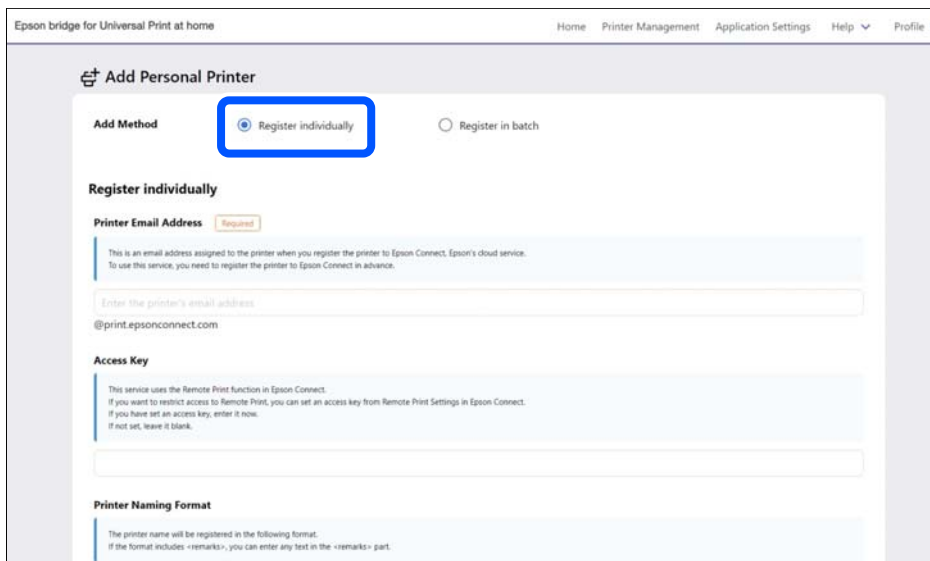 Epson bridge for Universal Print at home
Home Printer Management Application Settings Help Profile
Add Personal Printer
Add Method
Register individually
Register in batch
Register individually
Printer Email Address Required
This is an email address assigned to the printer when you register the printer to Epson Connect, Epson's cloud service.
To use this service, you need to register the printer to Epson Connect in advance.
Enter the printer's email address
@print.epsonconnect.com
Access Key
This service uses the Remote Print function in Epson Connect.
If you want to restrict access to Remote Print, you can set an access key from Remote Print Settings in Epson Connect.
If you have set an access key, enter it now.
If not set, leave it blank.
Printer Naming Format
The printer name will be registered in the following format.
If the format includes <remarks>, you can enter any text in the <remarks> part.